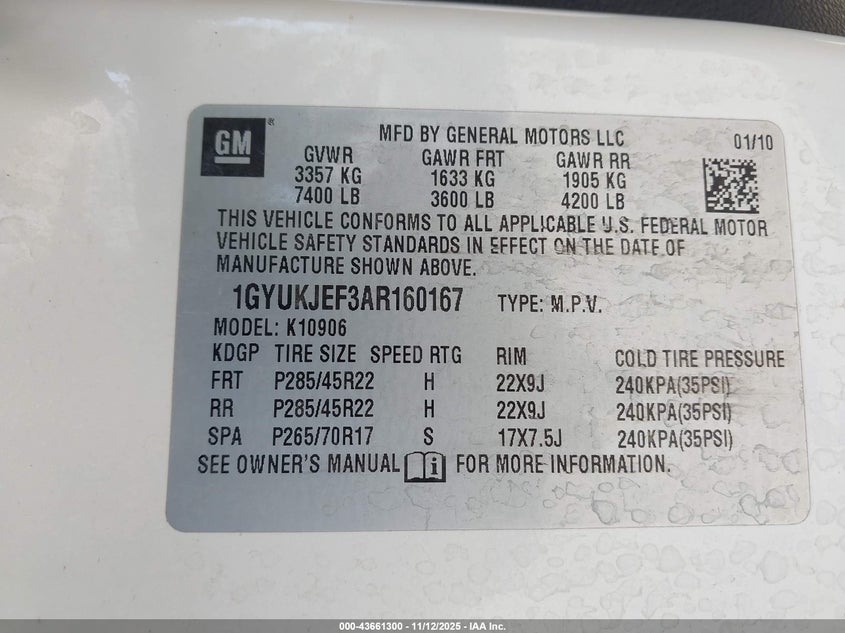 GM
®
MFD BY GENERAL MOTORS LLC 01/10
GVWR GAWR FRT GAWR RR
3357 KG 1633 KG 1905 KG
7400 LB 3600 LB 4200 LB
THIS VEHICLE CONFORMS TO ALL APPLICABLE U.S. FEDERAL MOTOR
VEHICLE SAFETY STANDARDS IN EFFECT ON THE DATE OF
MANUFACTURE SHOWN ABOVE.
1GYUKJEF3AR160167 TYPE: M.P.V.
MODEL: K10906
KDGP TIRE SIZE SPEED RTG RIM COLD TIRE PRESSURE
FRT P285/45R22 H 22X9J 240KPA(35PSI)
RR P285/45R22 H 22X9J 240KPA(35PSI)
SPA P265/70R17 S 17X7.5J 240KPA(35PSI)
SEE OWNER'S MANUAL i FOR MORE INFORMATION.
000-43661300 - 11/12/2025 - IAA Inc.